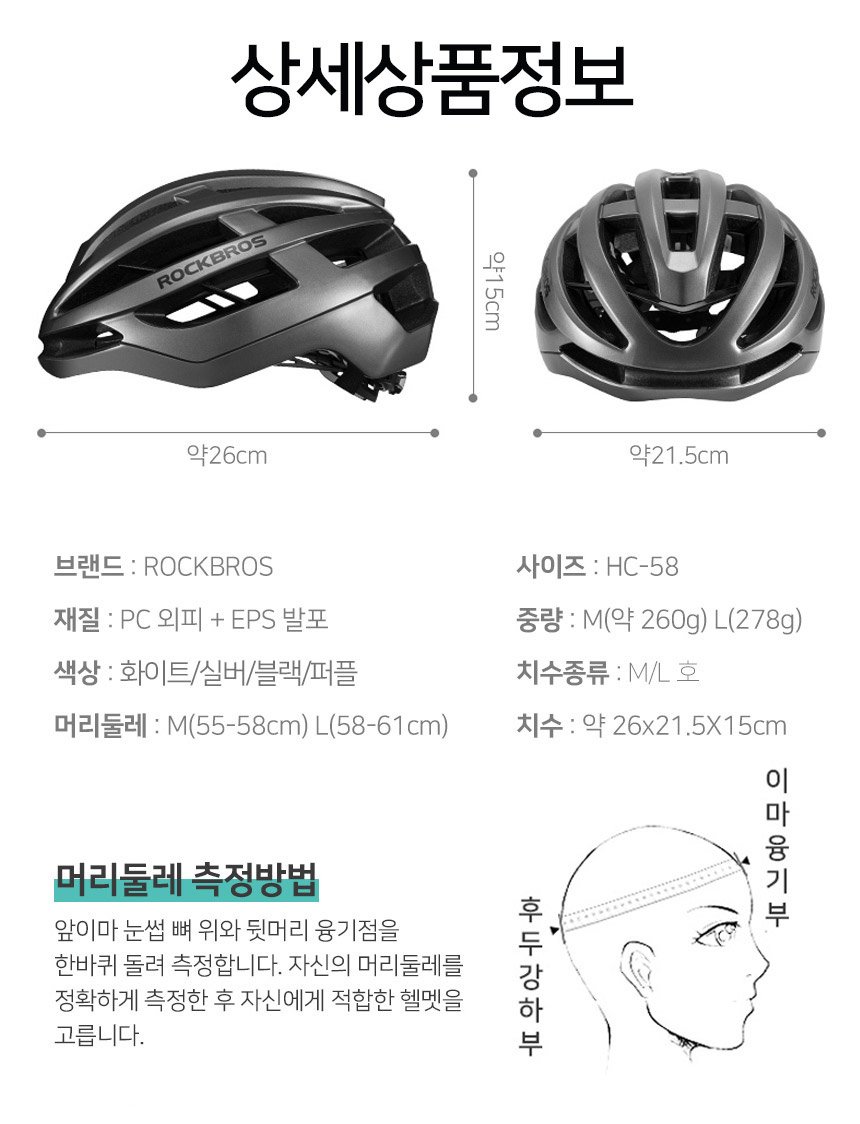 상세상품정보
ROCKBROS
약15cm
약26cm
약21.5cm
브랜드 : ROCKBROS
사이즈 : HC-58
재질 : PC 외피 + EPS 발포
중량 : M(약 260g) L(278g)
색상 : 화이트/실버/블랙/퍼플
치수종류 : M/L 호
머리둘레 : M(55-58cm) L(58-61cm)
치수 : 약 26x21.5X15cm
이마융기부
머리둘레 측정방법
후두강하부
앞이마 눈썹 뼈 위와 뒷머리 융기점을
한바퀴 돌려 측정합니다. 자신의 머리둘레를
정확하게 측정한 후 자신에게 적합한 헬멧을
고릅니다.